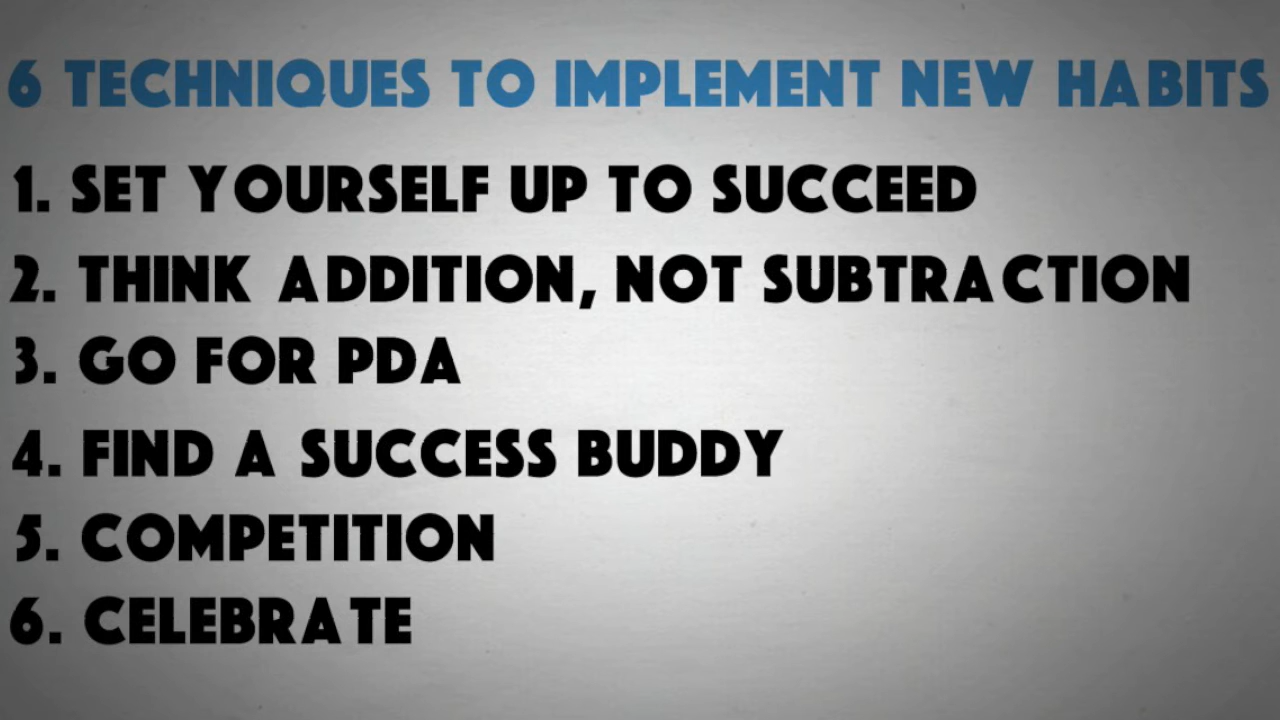 6 TECHNIQUES TO IMPLEMENT NEW HABITS
1. SET YOURSELF UP TO SUCCEED
2. THINK ADDITION, NOT SUBTRACTION
3. GO FOR PDA
4. FIND A SUCCESS BUDDY
5. COMPETITION
6. CELEBRATE